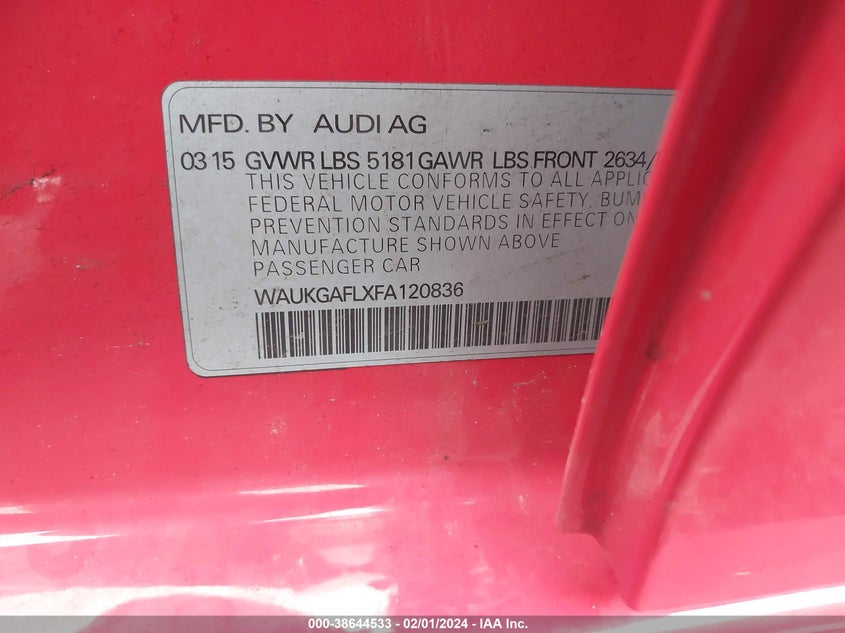 MFD. BY AUDI AG
03 15 GVWR LBS 5181 GAWR LBS FRONT 2634/
THIS VEHICLE CONFORMS TO ALL APPLIC
FEDERAL MOTOR VEHICLE SAFETY, BUM
PREVENTION STANDARDS IN EFFECT ON
MANUFACTURE SHOWN ABOVE
PASSENGER CAR
WAUKGAFLXFA120836
000-38644533 - 02/01/2024 - IAA Inc.